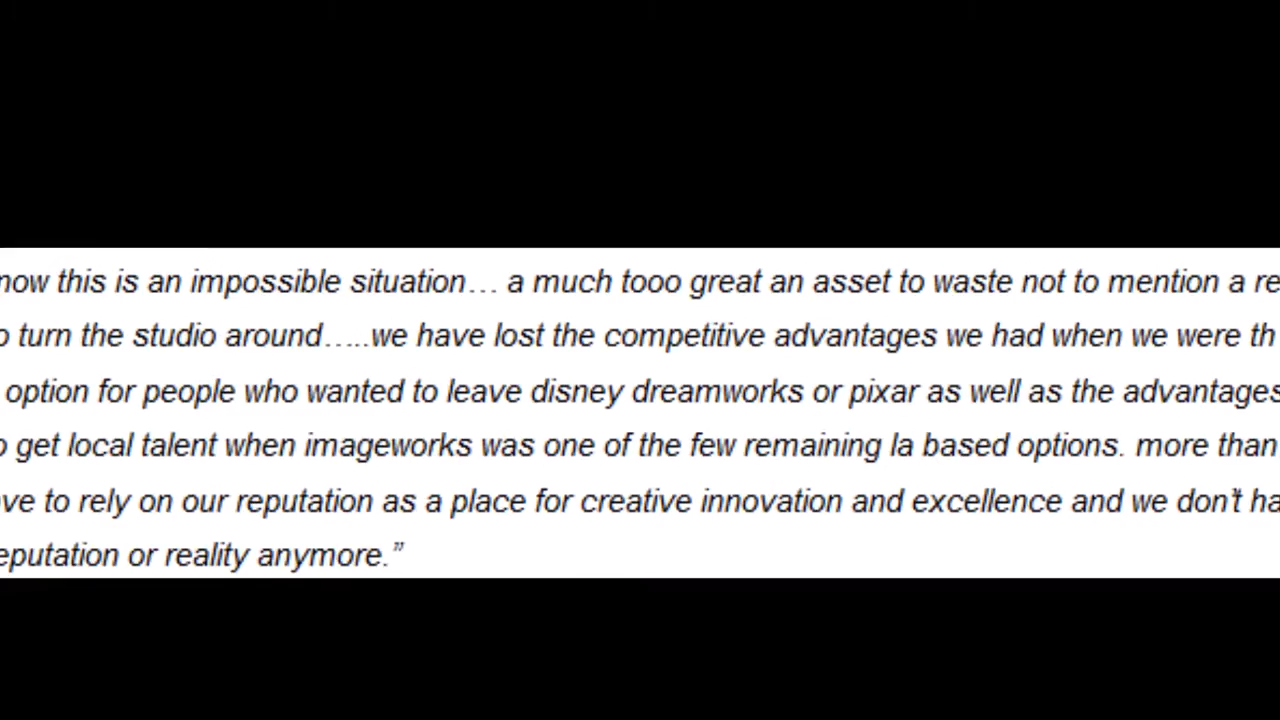 now this is an impossible situation… a much tooo great an asset to waste not to mention a re
o turn the studio around…..we have lost the competitive advantages we had when we were th
option for people who wanted to leave disney dreamworks or pixar as well as the advantages
o get local talent when imageworks was one of the few remaining la based options. more than
ve to rely on our reputation as a place for creative innovation and excellence and we don't ha
eputation or reality anymore.”